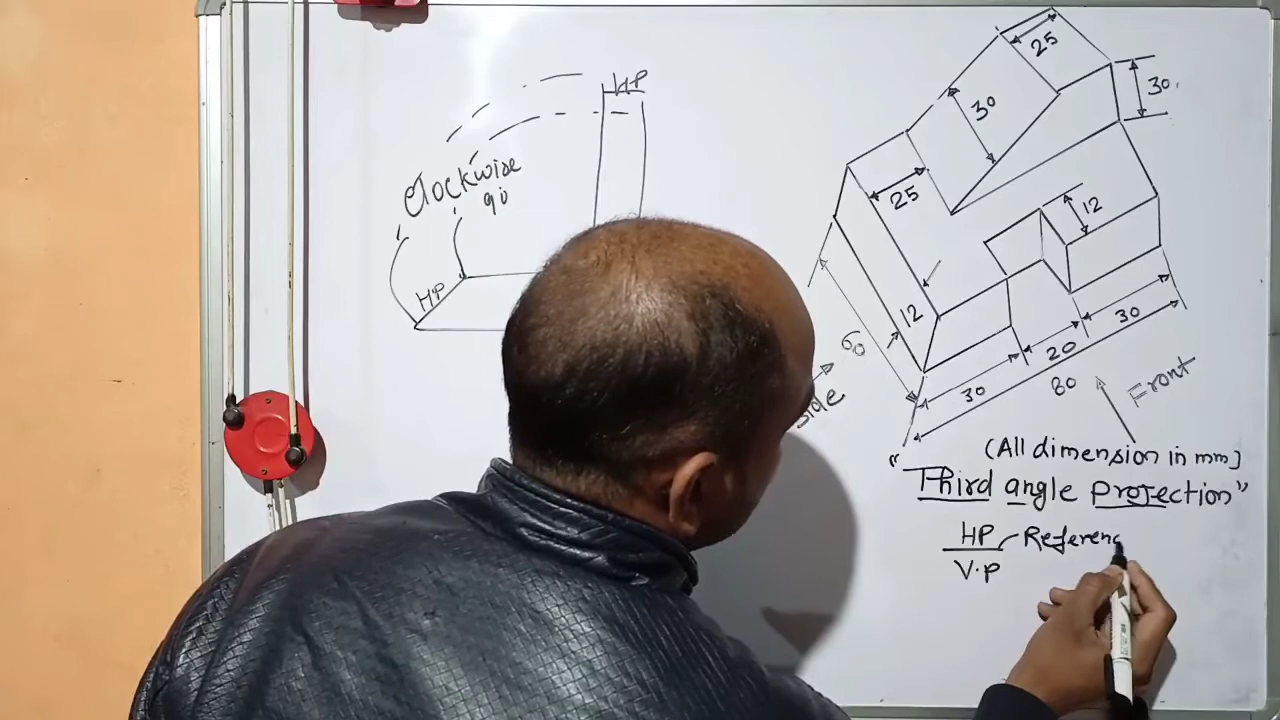 HP
Clockwise
90
HP
25
30
30
25
12
12
60
30
20
30
80
Side
Front
(All dimension in mm)
"Third angle projection"
HP Referenc
V.P